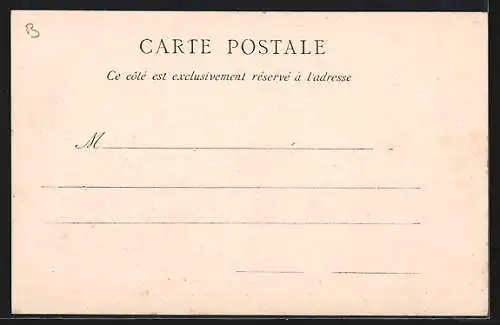 B
CARTE POSTALE
Ce côté est exclusivement réservé à l'adresse
M